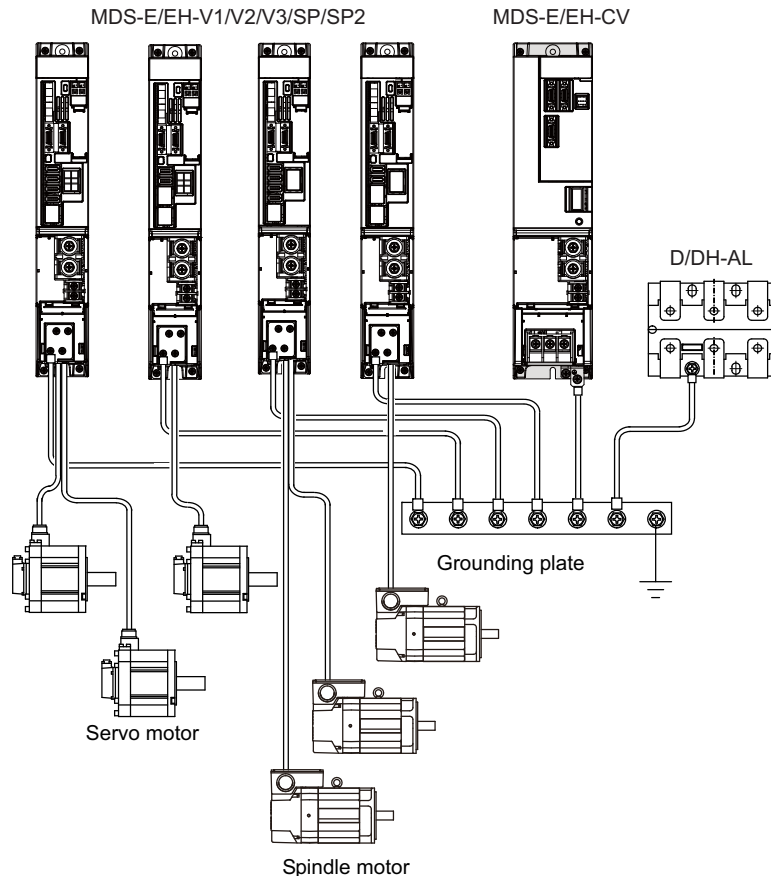 MDS-E/EH-V1/V2/V3/SP/SP2
MDS-E/EH-CV
D/DH-AL
Grounding plate
Servo motor
Spindle motor